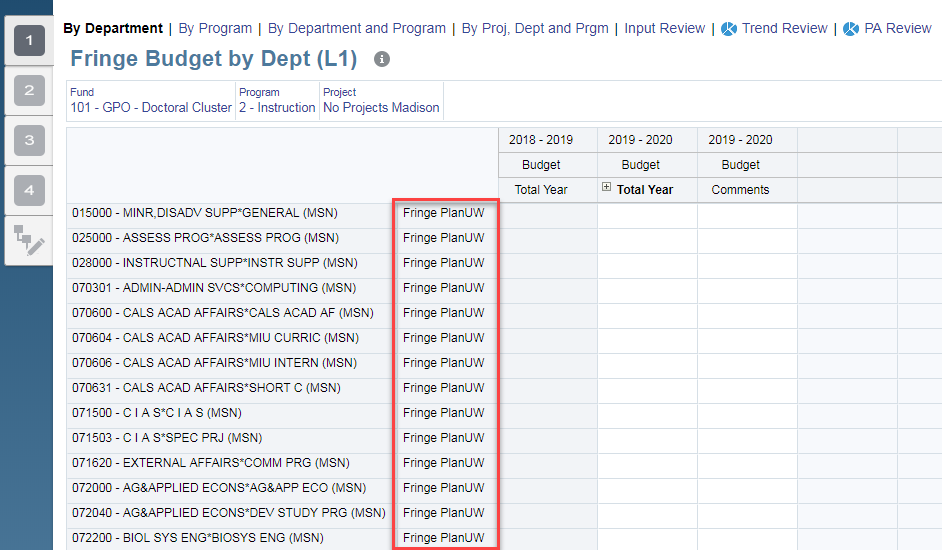 1
By Department | By Program | By Department and Program | By Proj, Dept and Prgm | Input Review | Trend Review | PA Review
2
Fringe Budget by Dept (L1) i
Fund Program Project
101 - GPO - Doctoral Cluster 2 - Instruction No Projects Madison
3
2018 - 2019 2019 - 2020 2019 - 2020
Budget Budget Budget
4
Total Year Total Year Comments
015000 - MINR,DISADV SUPP*GENERAL (MSN) Fringe PlanUW
025000 - ASSESS PROG*ASSESS PROG (MSN) Fringe PlanUW
028000 - INSTRUCTNAL SUPP*INSTR SUPP (MSN) Fringe PlanUW
070301 - ADMIN-ADMIN SVCS*COMPUTING (MSN) Fringe PlanUW
070600 - CALS ACAD AFFAIRS*CALS ACAD AF (MSN) Fringe PlanUW
070604 - CALS ACAD AFFAIRS*MIU CURRIC (MSN) Fringe PlanUW
070606 - CALS ACAD AFFAIRS*MIU INTERN (MSN) Fringe PlanUW
070631 - CALS ACAD AFFAIRS*SHORT C (MSN) Fringe PlanUW
071500 - C I A S*C I A S (MSN) Fringe PlanUW
071503 - C I A S*SPEC PRJ (MSN) Fringe PlanUW
071620 - EXTERNAL AFFAIRS*COMM PRG (MSN) Fringe PlanUW
072000 - AG&APPLIED ECONS*AG&APP ECO (MSN) Fringe PlanUW
072040 - AG&APPLIED ECONS*DEV STUDY PRG (MSN) Fringe PlanUW
072200 - BIOL SYS ENG*BIOSYS ENG (MSN) Fringe PlanUW